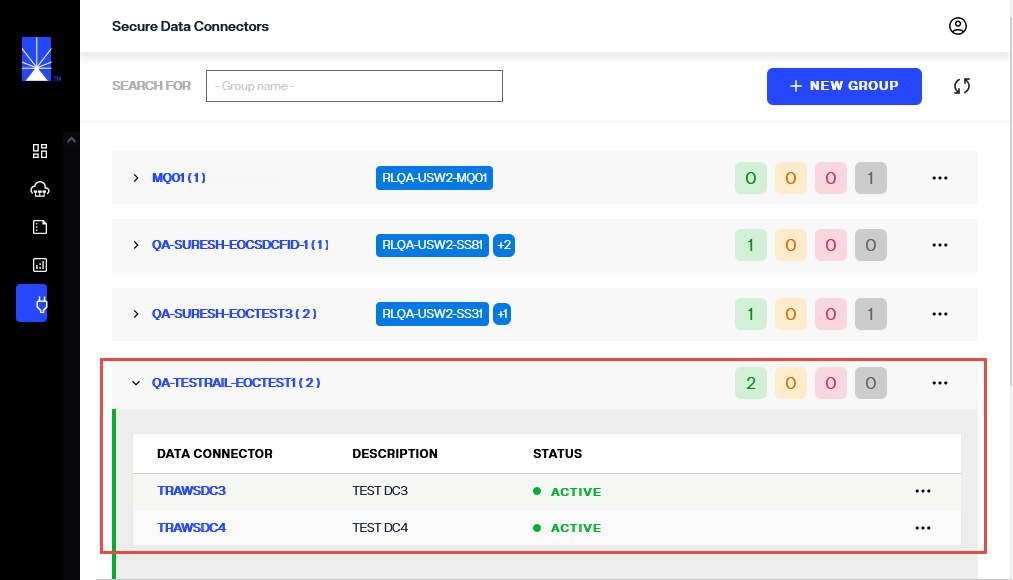 Secure Data Connectors
TM
SEARCH FOR - Group name - + NEW GROUP
MQ01 ( 1 ) RLQA-USW2-MQ01 0 0 0 1
QA-SURESH-EOCSDCFID-1 ( 1 ) RLQA-USW2-SS81 +2 1 0 0 0
QA-SURESH-EOCTEST3 ( 2 ) RLQA-USW2-SS31 +1 1 0 0 1
QA-TESTRAIL-EOCTEST1 ( 2 ) 2 0 0 0
DATA CONNECTOR DESCRIPTION STATUS
TRAWSDC3 TEST DC3 ACTIVE
TRAWSDC4 TEST DC4 ACTIVE